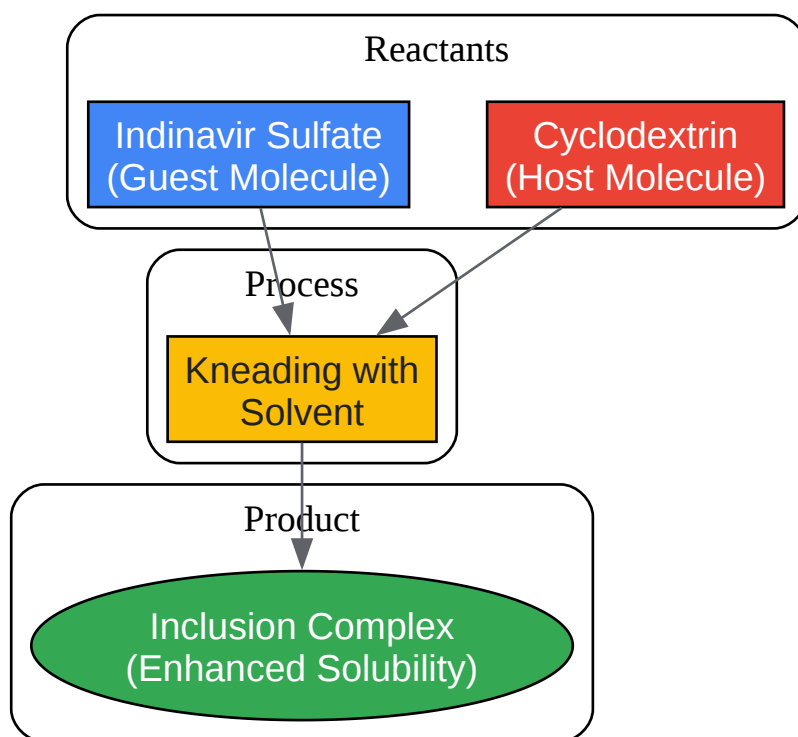 Reactants
Indinavir Sulfate
(Guest Molecule)
Cyclodextrin
(Host Molecule)
Process
Kneading with
Solvent
Product
Inclusion Complex
(Enhanced Solubility)